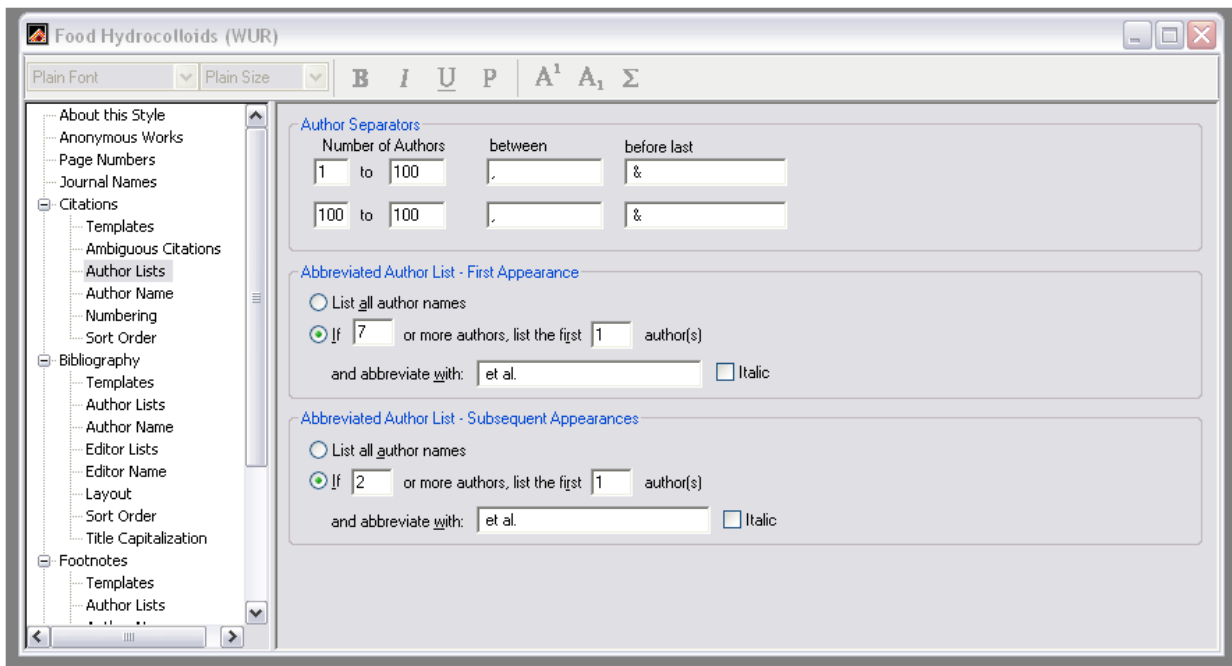 Food Hydrocolloids (WUR)
Plain Font Plain Size B I U P A¹ A₁ Σ
About this Style
Anonymous Works
Page Numbers
Journal Names
Citations
Templates
Ambiguous Citations
Author Lists
Author Name
Numbering
Sort Order
Bibliography
Templates
Author Lists
Author Name
Editor Lists
Editor Name
Layout
Sort Order
Title Capitalization
Footnotes
Templates
Author Lists
Author Separators
Number of Authors between before last
1 to 100 , &
100 to 100 , &
Abbreviated Author List - First Appearance
List all author names
If 7 or more authors, list the first 1 author(s)
and abbreviate with: et al. Italic
Abbreviated Author List - Subsequent Appearances
List all author names
If 2 or more authors, list the first 1 author(s)
and abbreviate with: et al. Italic